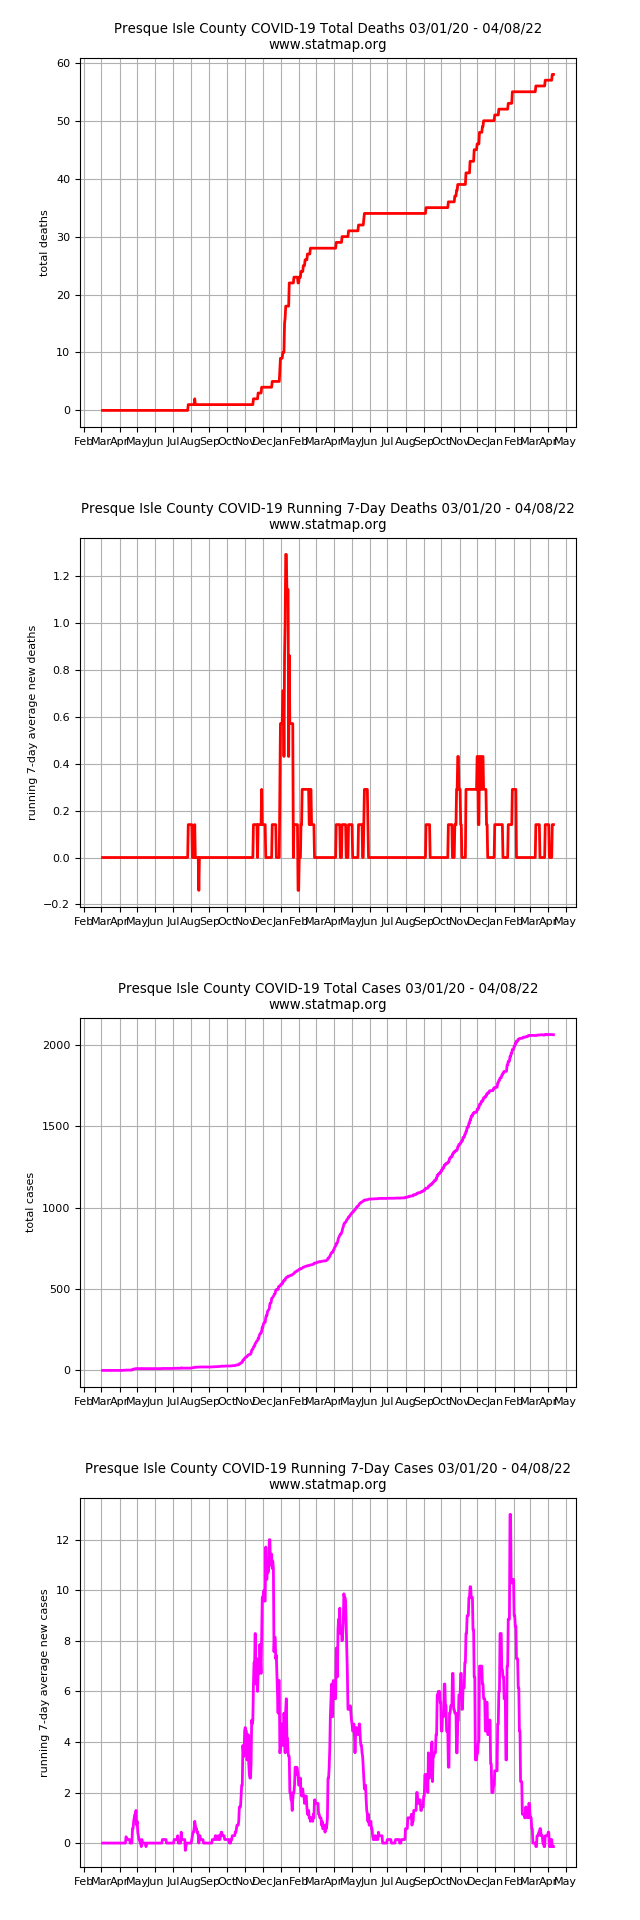 Presque Isle County COVID-19 Total Deaths 03/01/20 - 04/08/22
www.statmap.org
60
50
40
30
20
10
0
total deaths
Feb Mar Apr May Jun Jul Aug Sep Oct Nov Dec Jan Feb Mar Apr May Jun Jul Aug Sep Oct Nov Dec Jan Feb Mar Apr May
Presque Isle County COVID-19 Running 7-Day Deaths 03/01/20 - 04/08/22
www.statmap.org
1.2
1.0
0.8
0.6
0.4
0.2
0.0
−0.2
running 7-day average new deaths
Feb Mar Apr May Jun Jul Aug Sep Oct Nov Dec Jan Feb Mar Apr May Jun Jul Aug Sep Oct Nov Dec Jan Feb Mar Apr May
Presque Isle County COVID-19 Total Cases 03/01/20 - 04/08/22
www.statmap.org
2000
1500
1000
500
0
total cases
Feb Mar Apr May Jun Jul Aug Sep Oct Nov Dec Jan Feb Mar Apr May Jun Jul Aug Sep Oct Nov Dec Jan Feb Mar Apr May
Presque Isle County COVID-19 Running 7-Day Cases 03/01/20 - 04/08/22
www.statmap.org
12
10
8
6
4
2
0
running 7-day average new cases
Feb Mar Apr May Jun Jul Aug Sep Oct Nov Dec Jan Feb Mar Apr May Jun Jul Aug Sep Oct Nov Dec Jan Feb Mar Apr May